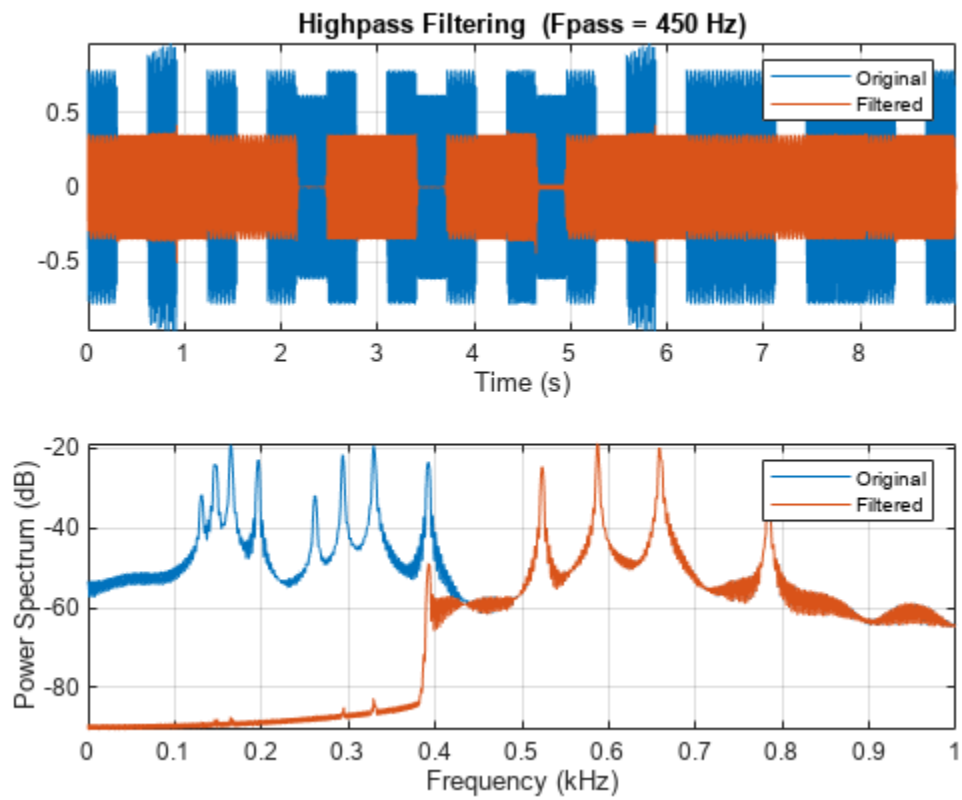 Highpass Filtering (Fpass = 450 Hz)
Original
Filtered
0.5
0
-0.5
0 1 2 3 4 5 6 7 8
Time (s)
Power Spectrum (dB)
-20
Original
Filtered
-40
-60
-80
0 0.1 0.2 0.3 0.4 0.5 0.6 0.7 0.8 0.9 1
Frequency (kHz)